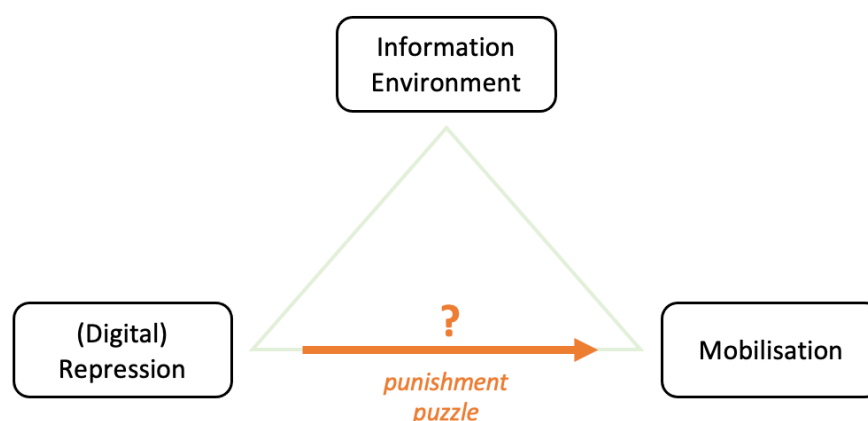 Information
Environment
?
(Digital)
Repression
punishment
puzzle
Mobilisation